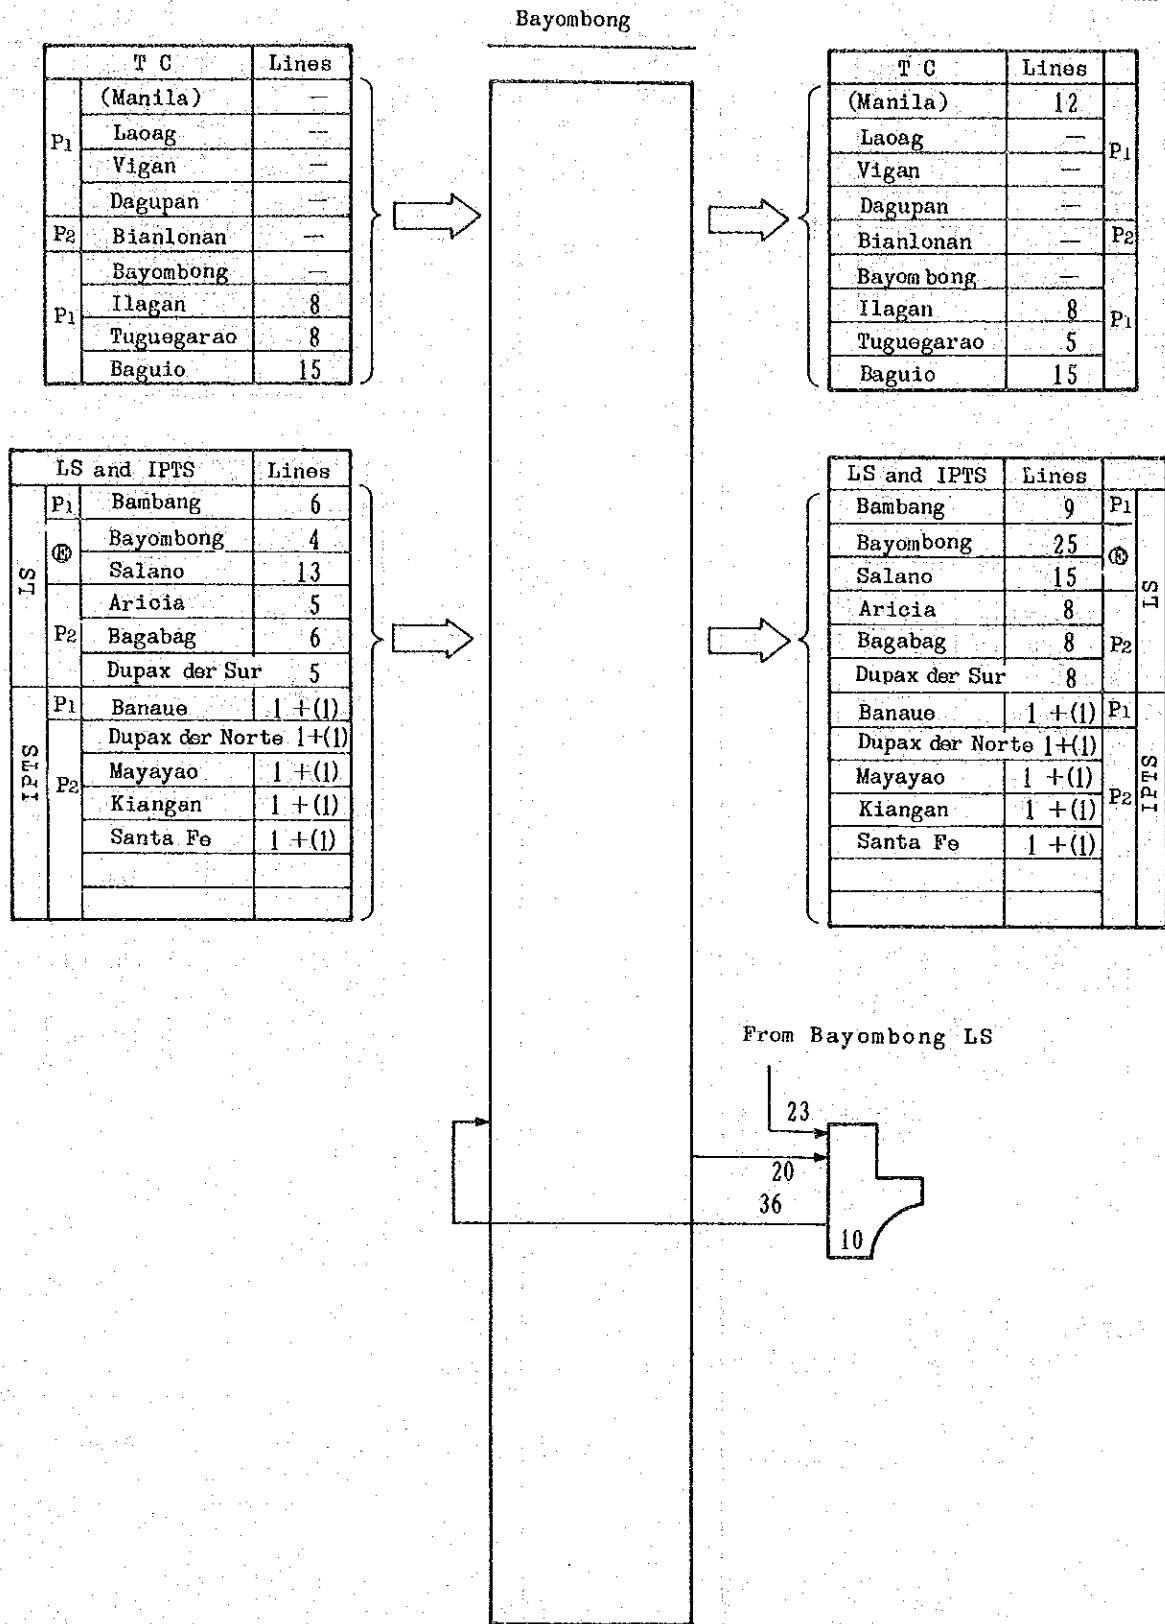 Bayombong
T C Lines
P1
(Manila) —
Laoag —
Vigan —
Dagupan —
P2 Bianlonan —
P1
Bayombong —
Ilagan 8
Tuguegarao 8
Baguio 15
T C Lines
(Manila) 12
Laoag —
Vigan —
Dagupan —
P1
Bianlonan — P2
Bayombong —
Ilagan 8
Tuguegarao 5
Baguio 15
P1
LS and IPTS Lines
LS
P1 Bambang 6
Ⓔ
Bayombong 4
Salano 13
P2
Aricia 5
Bagabag 6
Dupax der Sur 5
IPTS
P1 Banaue 1 +(1)
P2
Dupax der Norte 1+(1)
Mayayao 1 +(1)
Kiangan 1 +(1)
Santa Fe 1 +(1)
LS and IPTS Lines
Bambang 9 P1
Bayombong 25
Salano 15
Ⓔ
Aricia 8
Bagabag 8
Dupax der Sur 8
P2
LS
Banaue 1 +(1) P1
Dupax der Norte 1+(1)
Mayayao 1 +(1)
Kiangan 1 +(1)
Santa Fe 1 +(1)
P2
IPTS
From Bayombong LS
23
20
36
10